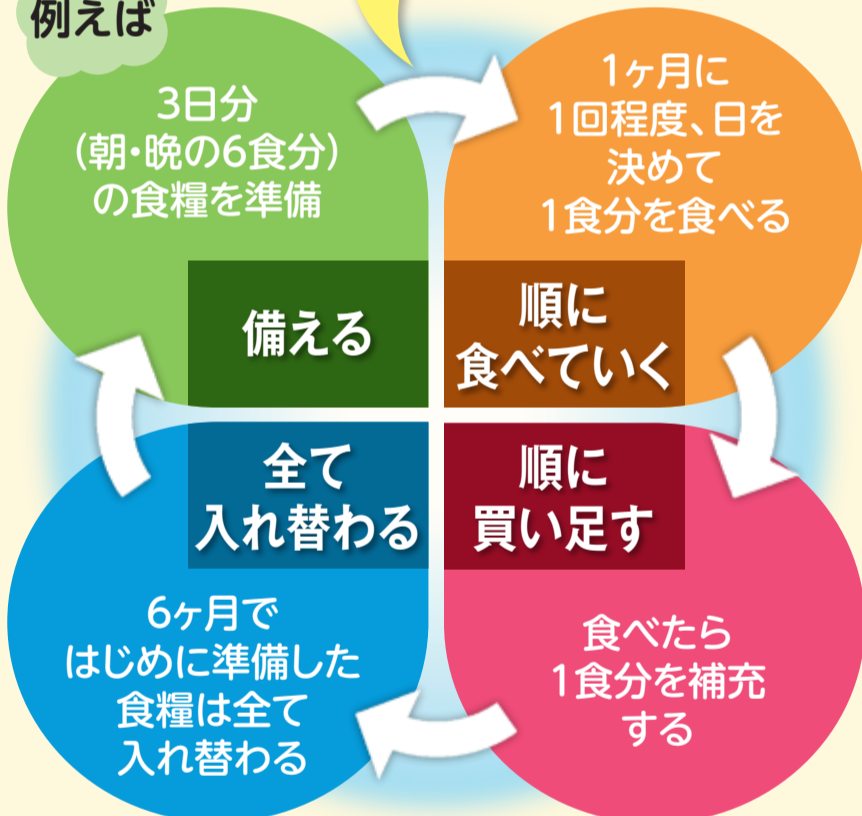 例えば
3日分
(朝・晩の6食分)
の食糧を準備
備える
1ヶ月に
1回程度、日を
決めて
1食分を食べる
順に
食べていく
順に
買い足す
食べたら
1食分を補充
する
全て
入れ替わる
6ヶ月で
はじめに準備した
食糧は全て
入れ替わる